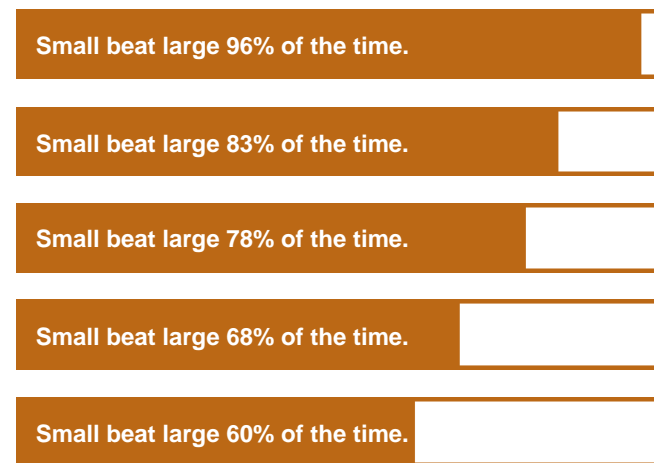 Small beat large 96% of the time.
Small beat large 83% of the time.
Small beat large 78% of the time.
Small beat large 68% of the time.
Small beat large 60% of the time.